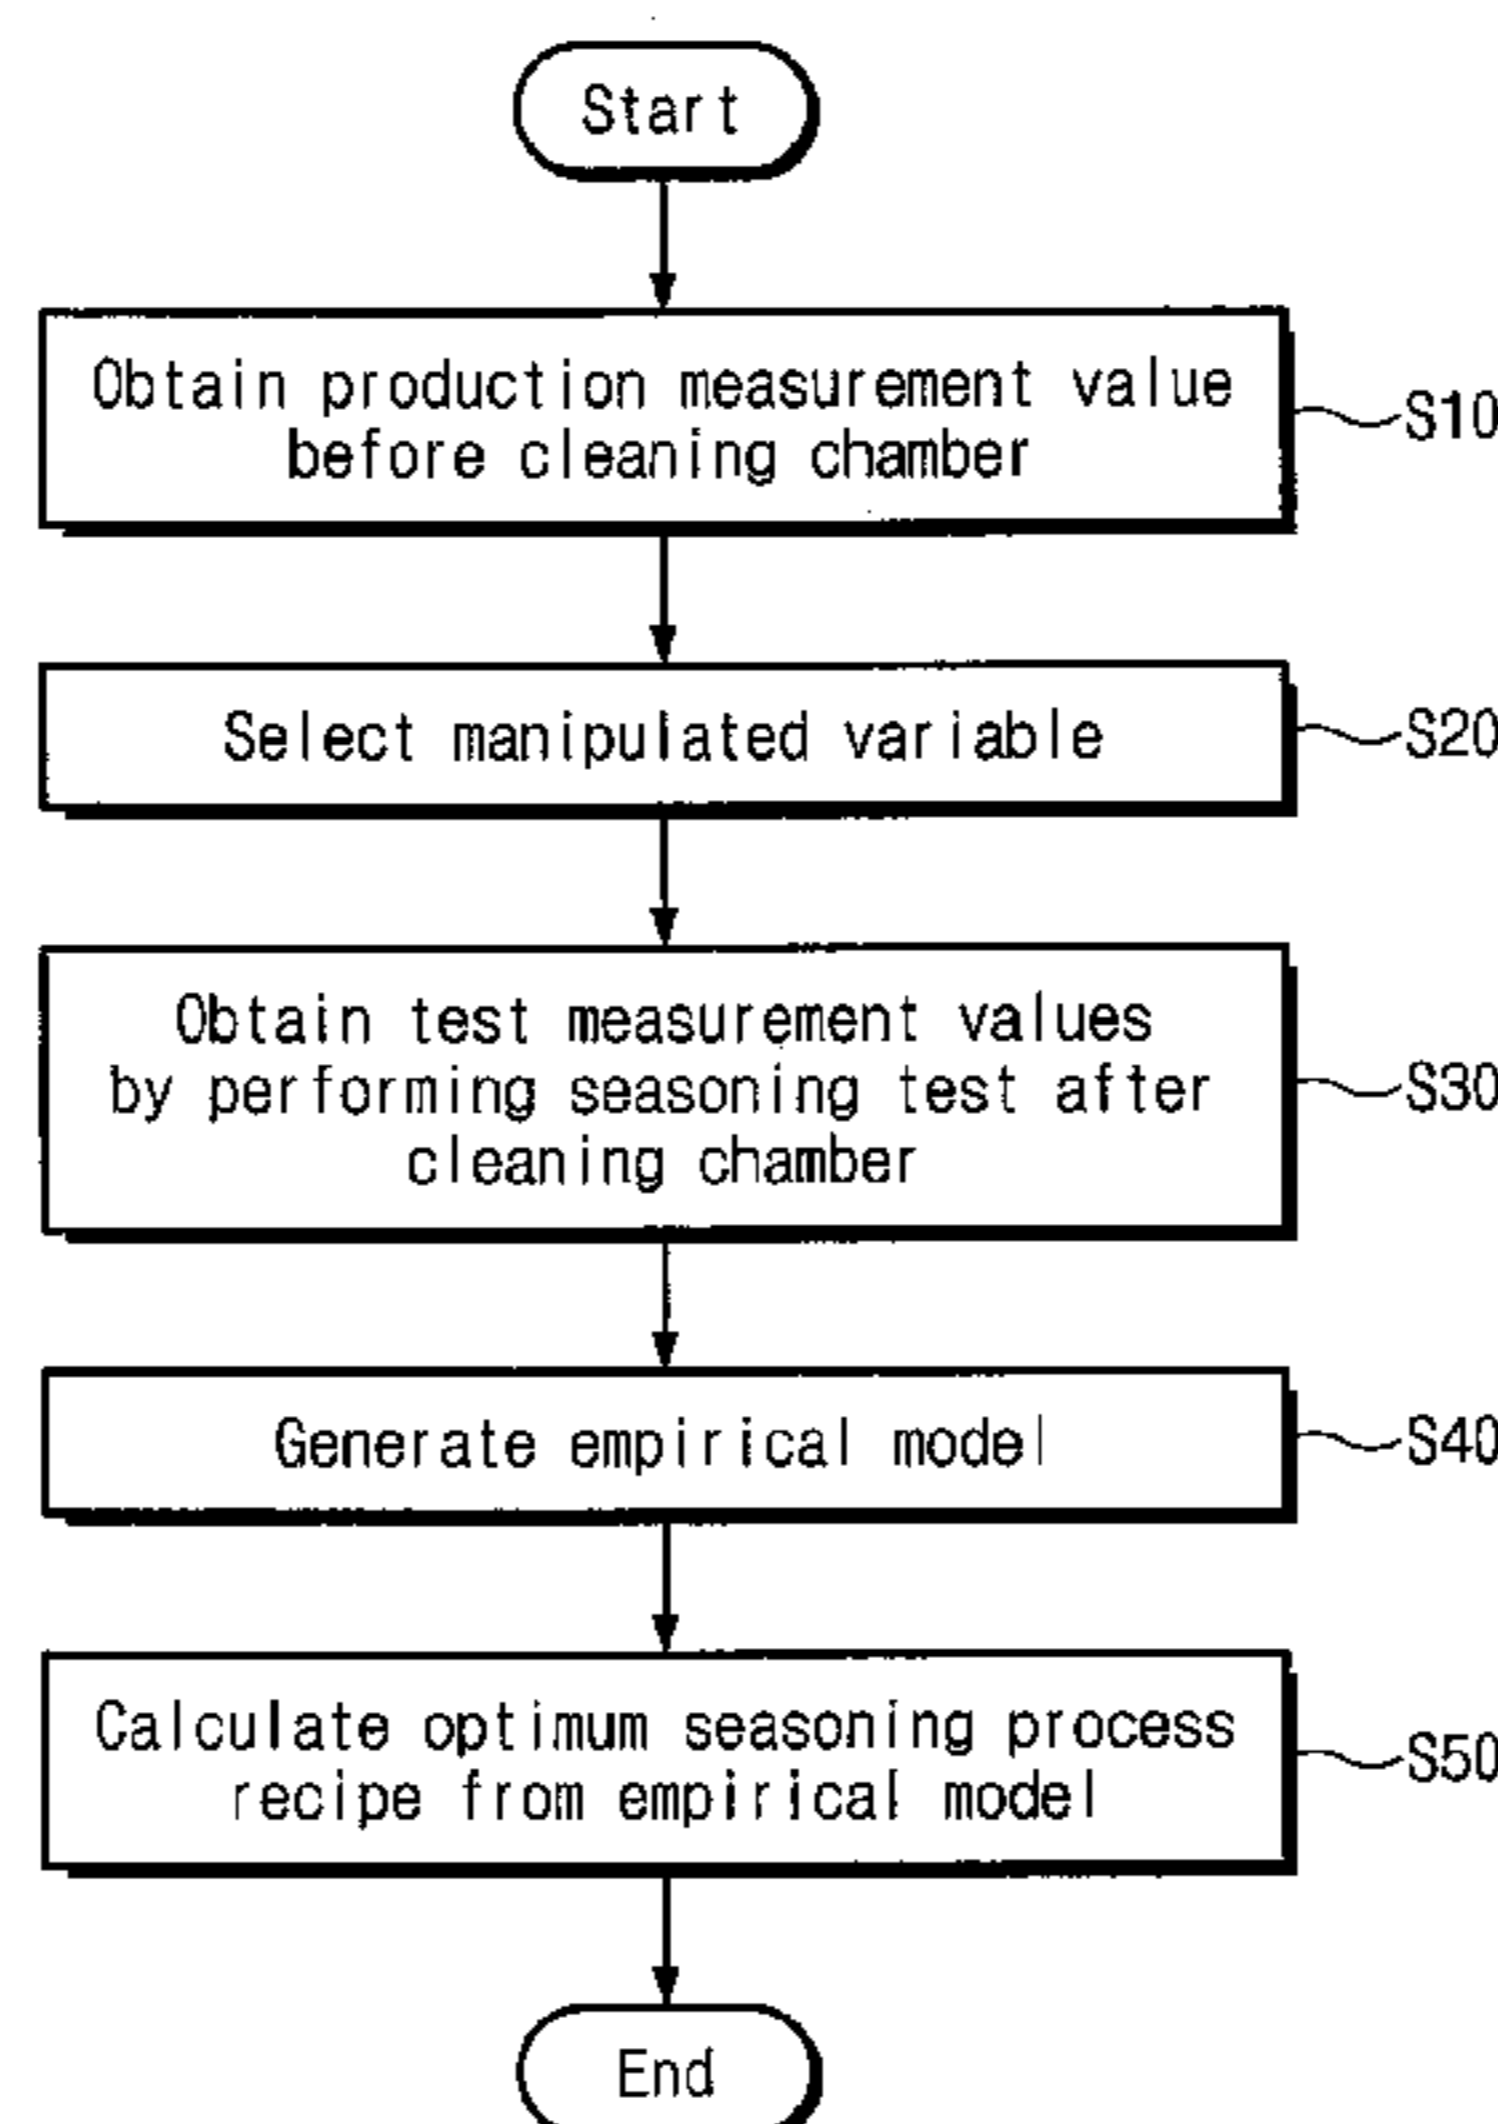 Start
Obtain production measurement value
before cleaning chamber
S10
Select manipulated variable
S20
Obtain test measurement values
by performing seasoning test after
cleaning chamber
S30
Generate empirical model
S40
Calculate optimum seasoning process
recipe from empirical model
S50
End